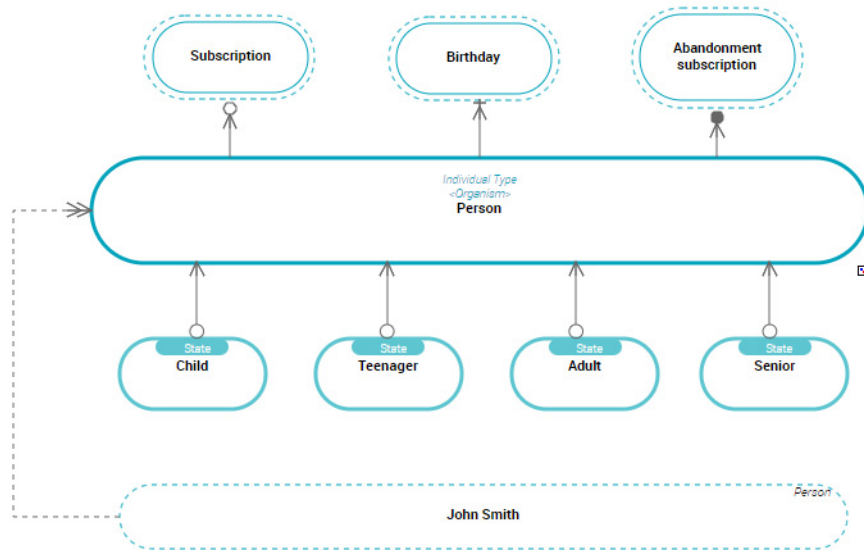 Subscription
Birthday
Abandonment
subscription
Individual Type
<Organism>
Person
State
Child
State
Teenager
State
Adult
State
Senior
Person
John Smith